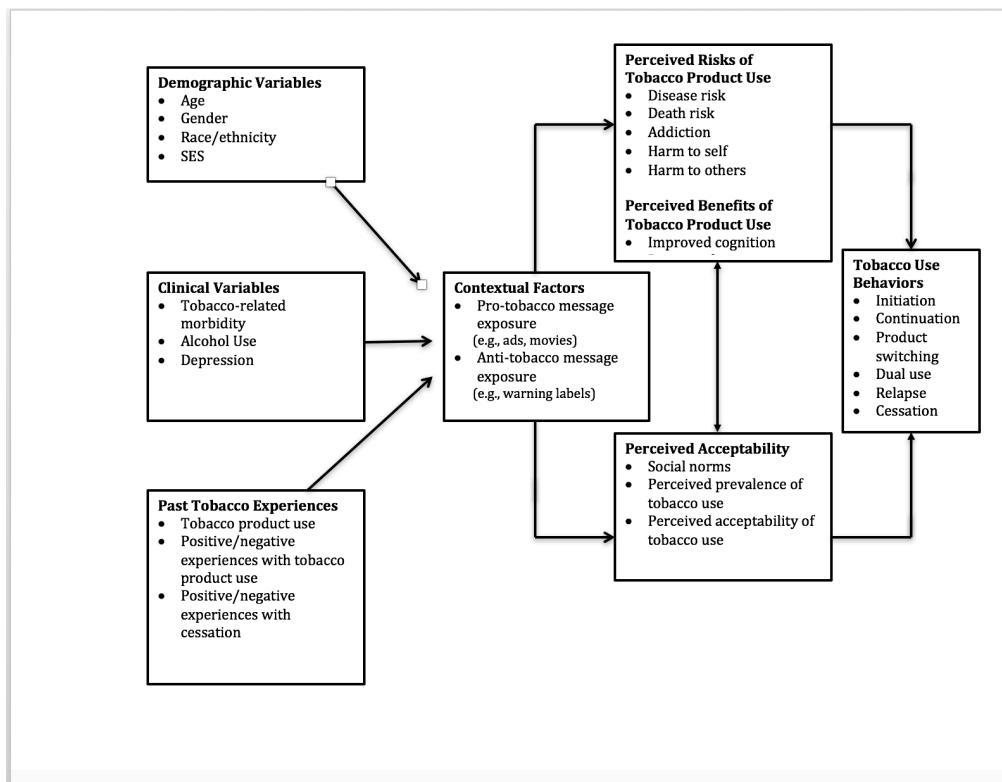 Demographic Variables
• Age
• Gender
• Race/ethnicity
• SES
Clinical Variables
• Tobacco-related
morbidity
• Alcohol Use
• Depression
Past Tobacco Experiences
• Tobacco product use
• Positive/negative
experiences with tobacco
product use
• Positive/negative
experiences with
cessation
Contextual Factors
• Pro-tobacco message
exposure
(e.g., ads, movies)
• Anti-tobacco message
exposure
(e.g., warning labels)
Perceived Risks of
Tobacco Product Use
• Disease risk
• Death risk
• Addiction
• Harm to self
• Harm to others
Perceived Benefits of
Tobacco Product Use
• Improved cognition
Perceived Acceptability
• Social norms
• Perceived prevalence of
tobacco use
• Perceived acceptability of
tobacco use
Tobacco Use
Behaviors
• Initiation
• Continuation
• Product
switching
• Dual use
• Relapse
• Cessation